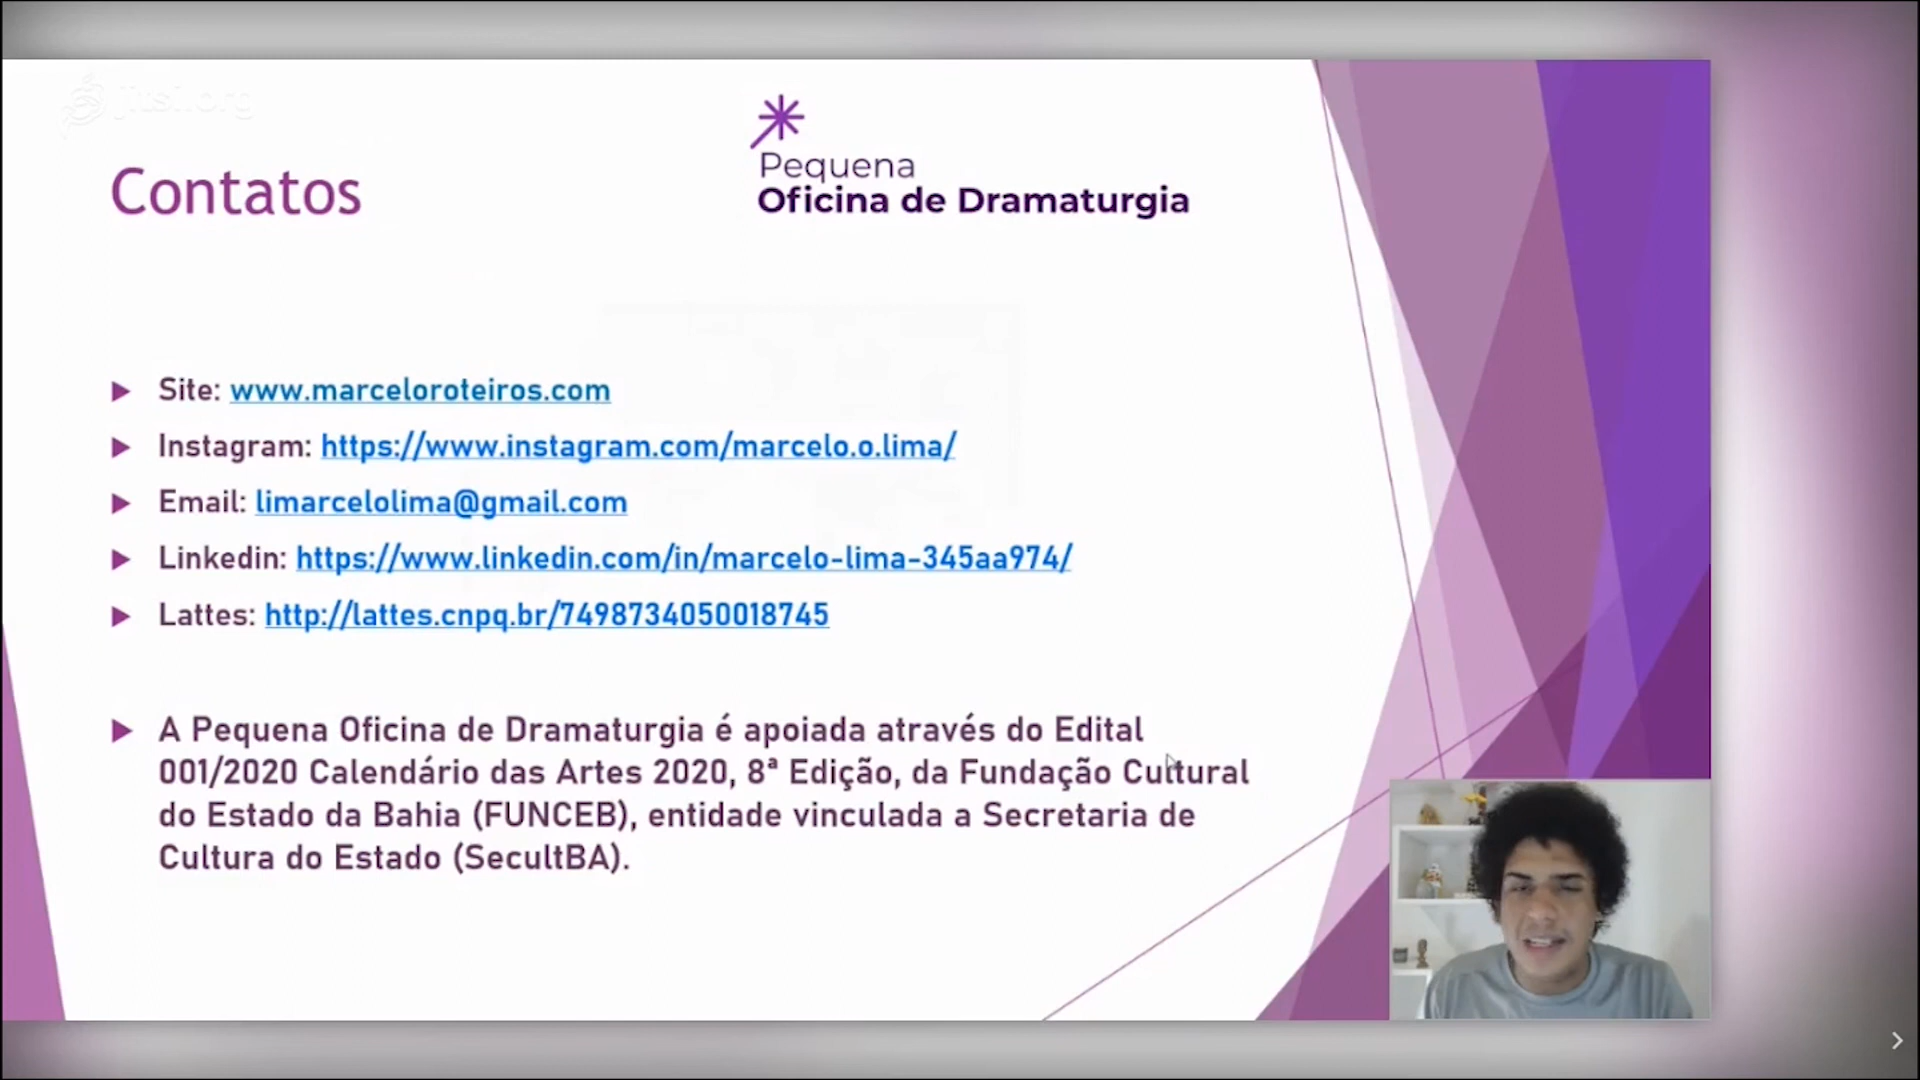 jitsi.org
Pequena
Oficina de Dramaturgia
Contatos
Site: www.marceloroteiros.com
Instagram: https://www.instagram.com/marcelo.o.lima/
Email: limarcelolima@gmail.com
Linkedin: https://www.linkedin.com/in/marcelo-lima-345aa974/
Lattes: http://lattes.cnpq.br/7498734050018745
A Pequena Oficina de Dramaturgia é apoiada através do Edital
001/2020 Calendário das Artes 2020, 8ª Edição, da Fundação Cultural
do Estado da Bahia (FUNCEB), entidade vinculada a Secretaria de
Cultura do Estado (SecultBA).